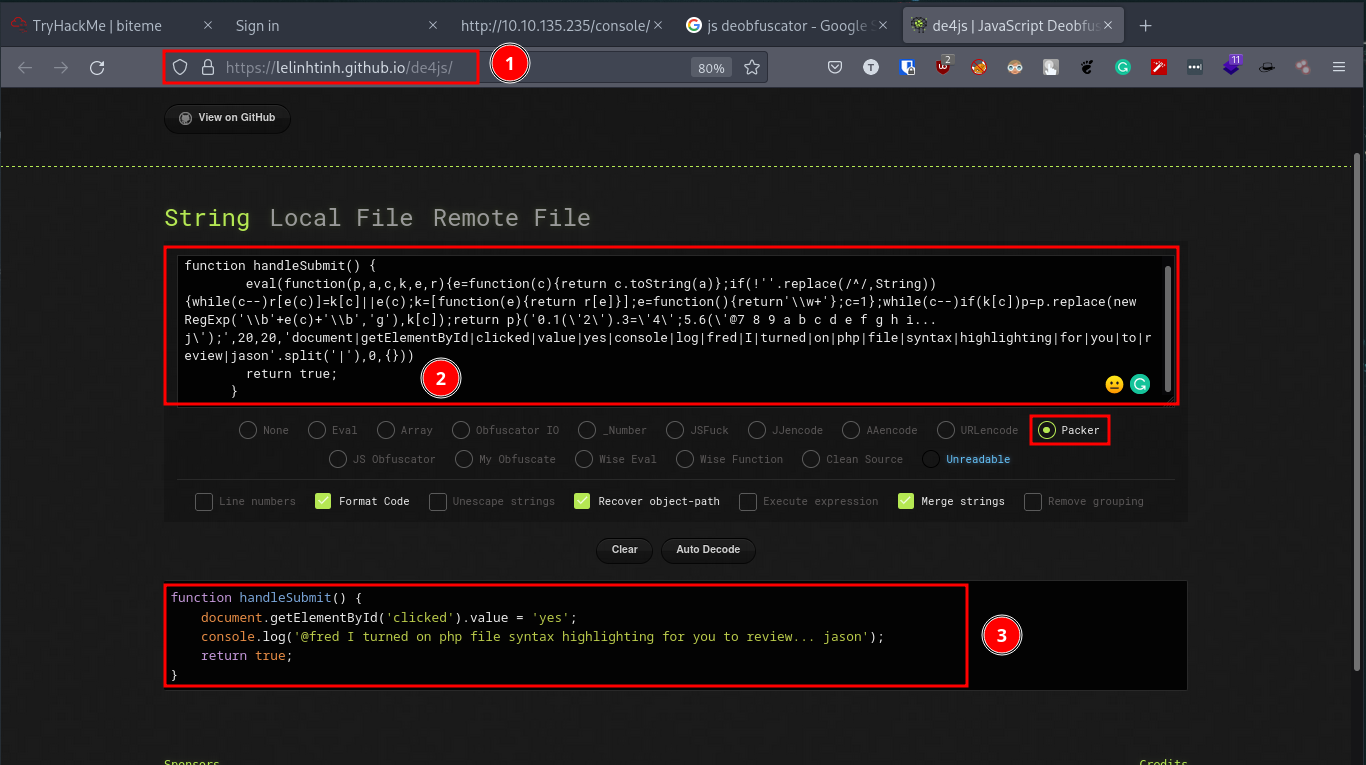 TryHackMe | biteme
Sign in
http://10.10.135.235/console/
js deobfuscator - Google S
de4js | JavaScript Deobfus
https://lelinhtinh.github.io/de4js/
1
80%
2
11
View on GitHub
String Local File Remote File
function handleSubmit() {
eval(function(p,a,c,k,e,r){e=function(c){return c.toString(a)};if(!''.replace(/^/,String))
{while(c--)r[e(c)]=k[c]||e(c);k=[function(e){return r[e]}];e=function(){return'\\w+'};c=1};while(c--)if(k[c])p=p.replace(new
RegExp('\\b'+e(c)+'\\b','g'),k[c]);return p}('0.1(\'2\').3=\'4\';5.6(\'@7 8 9 a b c d e f g h i...
j\');',20,20,'document|getElementById|clicked|value|yes|console|log|fred|I|turned|on|php|file|syntax|highlighting|for|you|to|r
eview|jason'.split('|'),0,{}))
return true;
}
2
None Eval Array Obfuscator IO _Number JSFuck JJencode AAencode URLencode Packer
JS Obfuscator My Obfuscate Wise Eval Wise Function Clean Source Unreadable
Line numbers Format Code Unescape strings Recover object-path Execute expression Merge strings Remove grouping
Clear Auto Decode
function handleSubmit() {
document.getElementById('clicked').value = 'yes';
console.log('@fred I turned on php file syntax highlighting for you to review... jason');
return true;
}
3
Sponsors
Credits